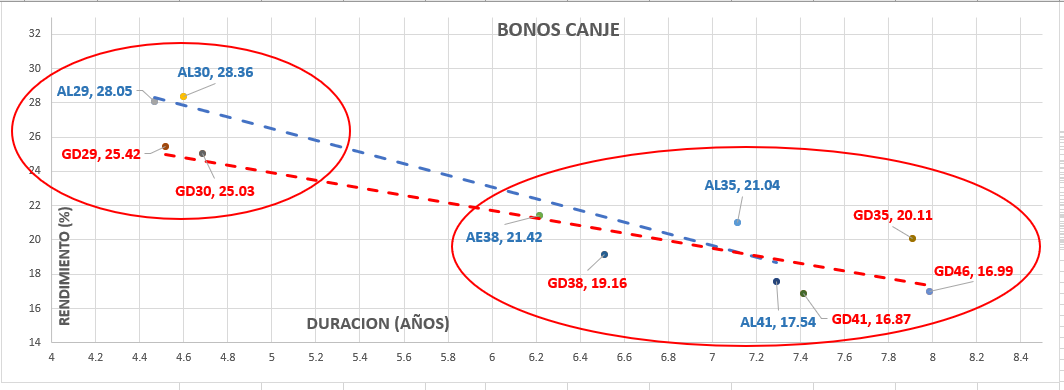 BONOS CANJE
32
30
28
26
24
22
20
18
16
14
RENDIMIENTO (%)
AL30, 28.36
AL29, 28.05
GD29, 25.42
GD30, 25.03
AL35, 21.04
GD35, 20.11
AE38, 21.42
GD38, 19.16
GD46, 16.99
AL41, 17.54
GD41, 16.87
DURACION (AÑOS)
4 4.2 4.4 4.6 4.8 5 5.2 5.4 5.6 5.8 6 6.2 6.4 6.6 6.8 7 7.2 7.4 7.6 7.8 8 8.2 8.4